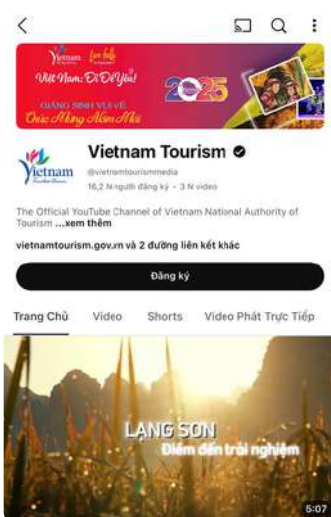 Vietnam
Việt Nam: Đi Để Yêu!
GIÁNG SINH VUI VẺ
Chúc Mừng Năm Mới
2025
Vietnam
Vietnam Tourism
@vietnamtourismmedia
16,2 N người đăng ký • 3 N video
The Official YouTube Channel of Vietnam National Authority of
Tourism ...xem thêm
vietnamtourism.gov.vn và 2 đường liên kết khác
Đăng ký
Trang Chủ Video Shorts Video Phát Trực Tiếp
LẠNG SƠN
Điểm đến trải nghiệm
5:07